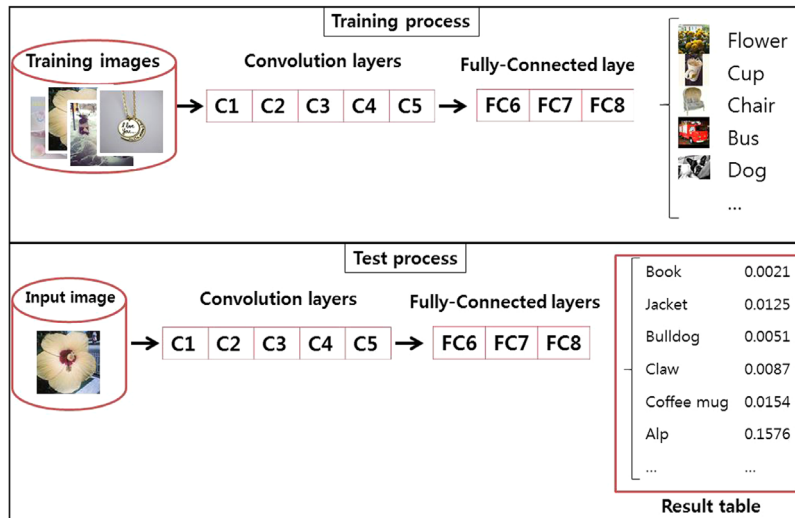 Training process
Training images
Convolution layers
Fully-Connected laye
C1 C2 C3 C4 C5
FC6 FC7 FC8
I love
You...
Flower
Cup
Chair
Bus
Dog
...
Test process
Input image
Convolution layers
Fully-Connected layers
C1 C2 C3 C4 C5
FC6 FC7 FC8
Book 0.0021
Jacket 0.0125
Bulldog 0.0051
Claw 0.0087
Coffee mug 0.0154
Alp 0.1576
... ...
Result table